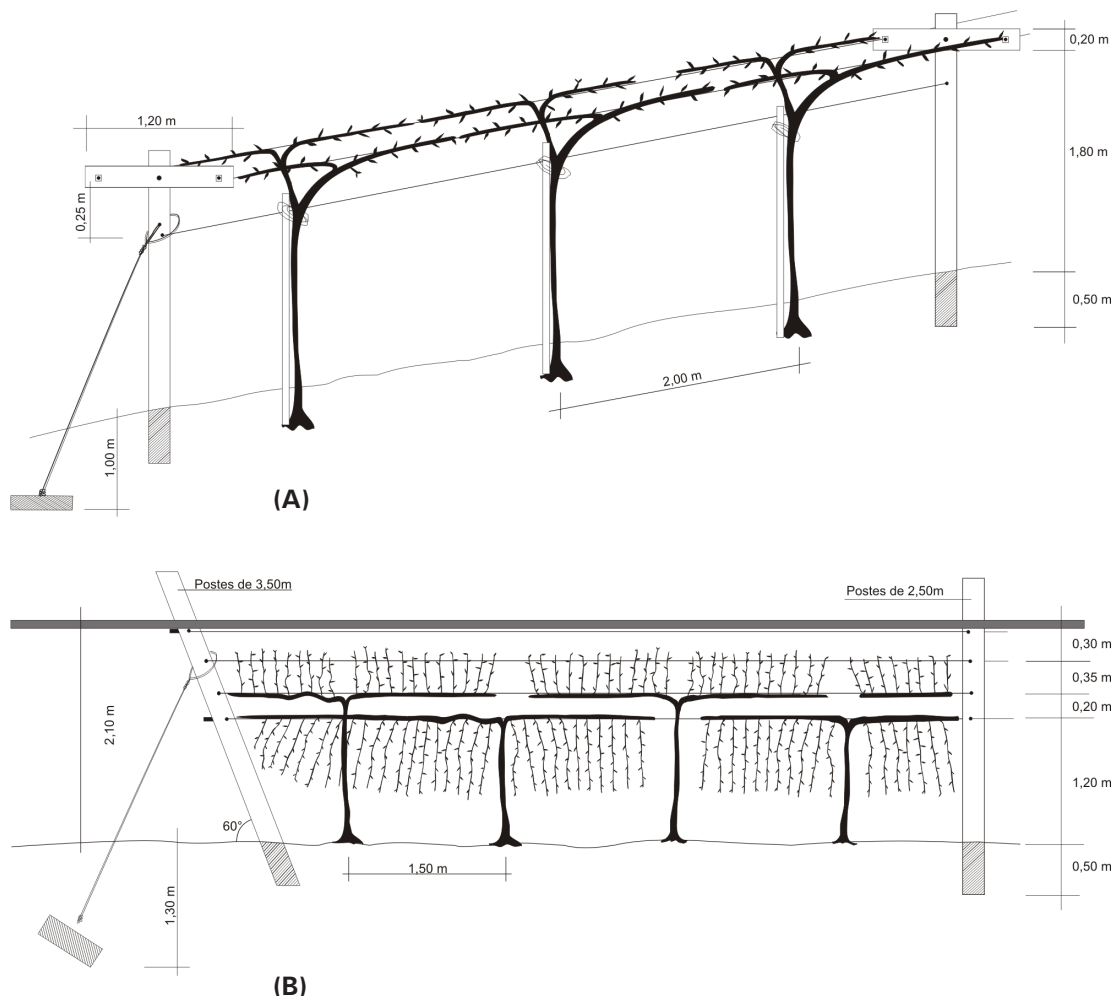 0,20 m
1,20 m
1,80 m
0,25 m
0,50 m
2,00 m
1,00 m
(A)
Postes de 3,50m
Postes de 2,50m
0,30 m
0,35 m
0,20 m
2,10 m
1,20 m
60°
1,50 m
0,50 m
1,30 m
(B)